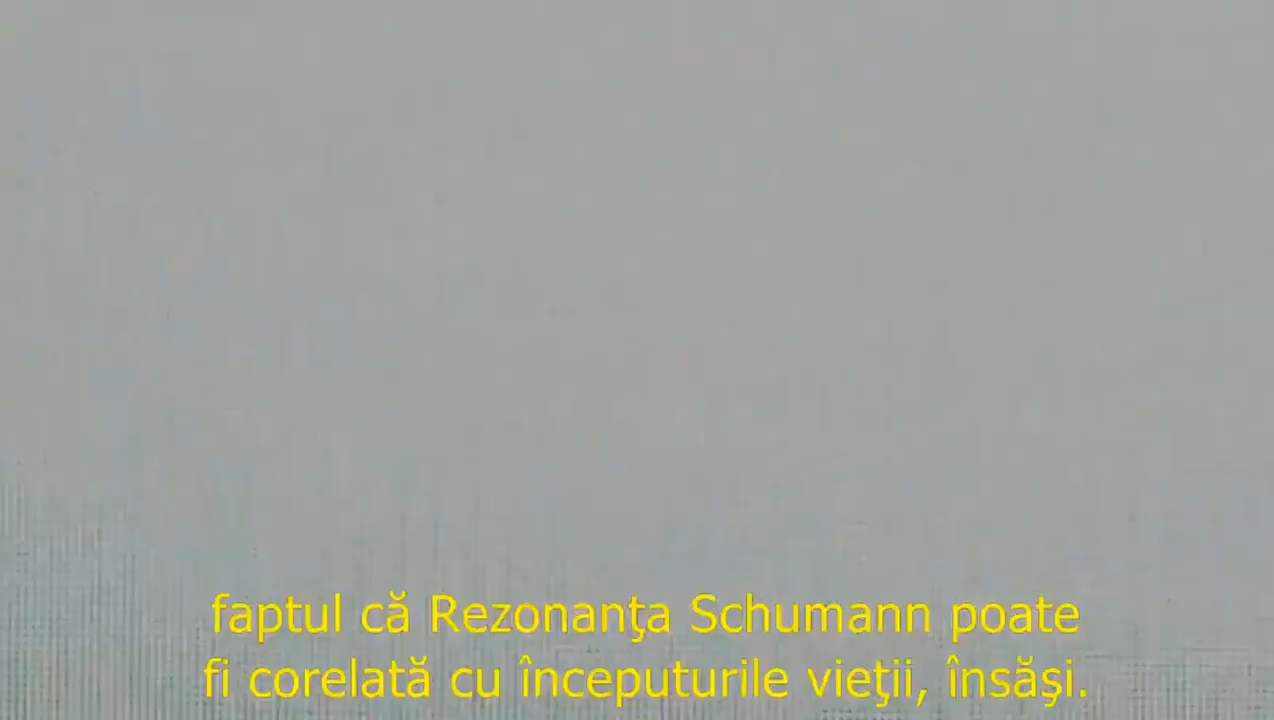 faptul că Rezonanţa Schumann poate
fi corelată cu începuturile vieţii, însăşi.